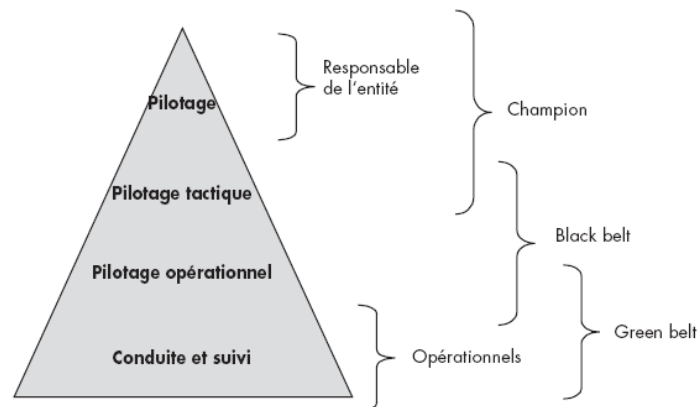 Responsable
de l'entité
Pilotage
Champion
Pilotage tactique
Black belt
Pilotage opérationnel
Green belt
Conduite et suivi
Opérationnels